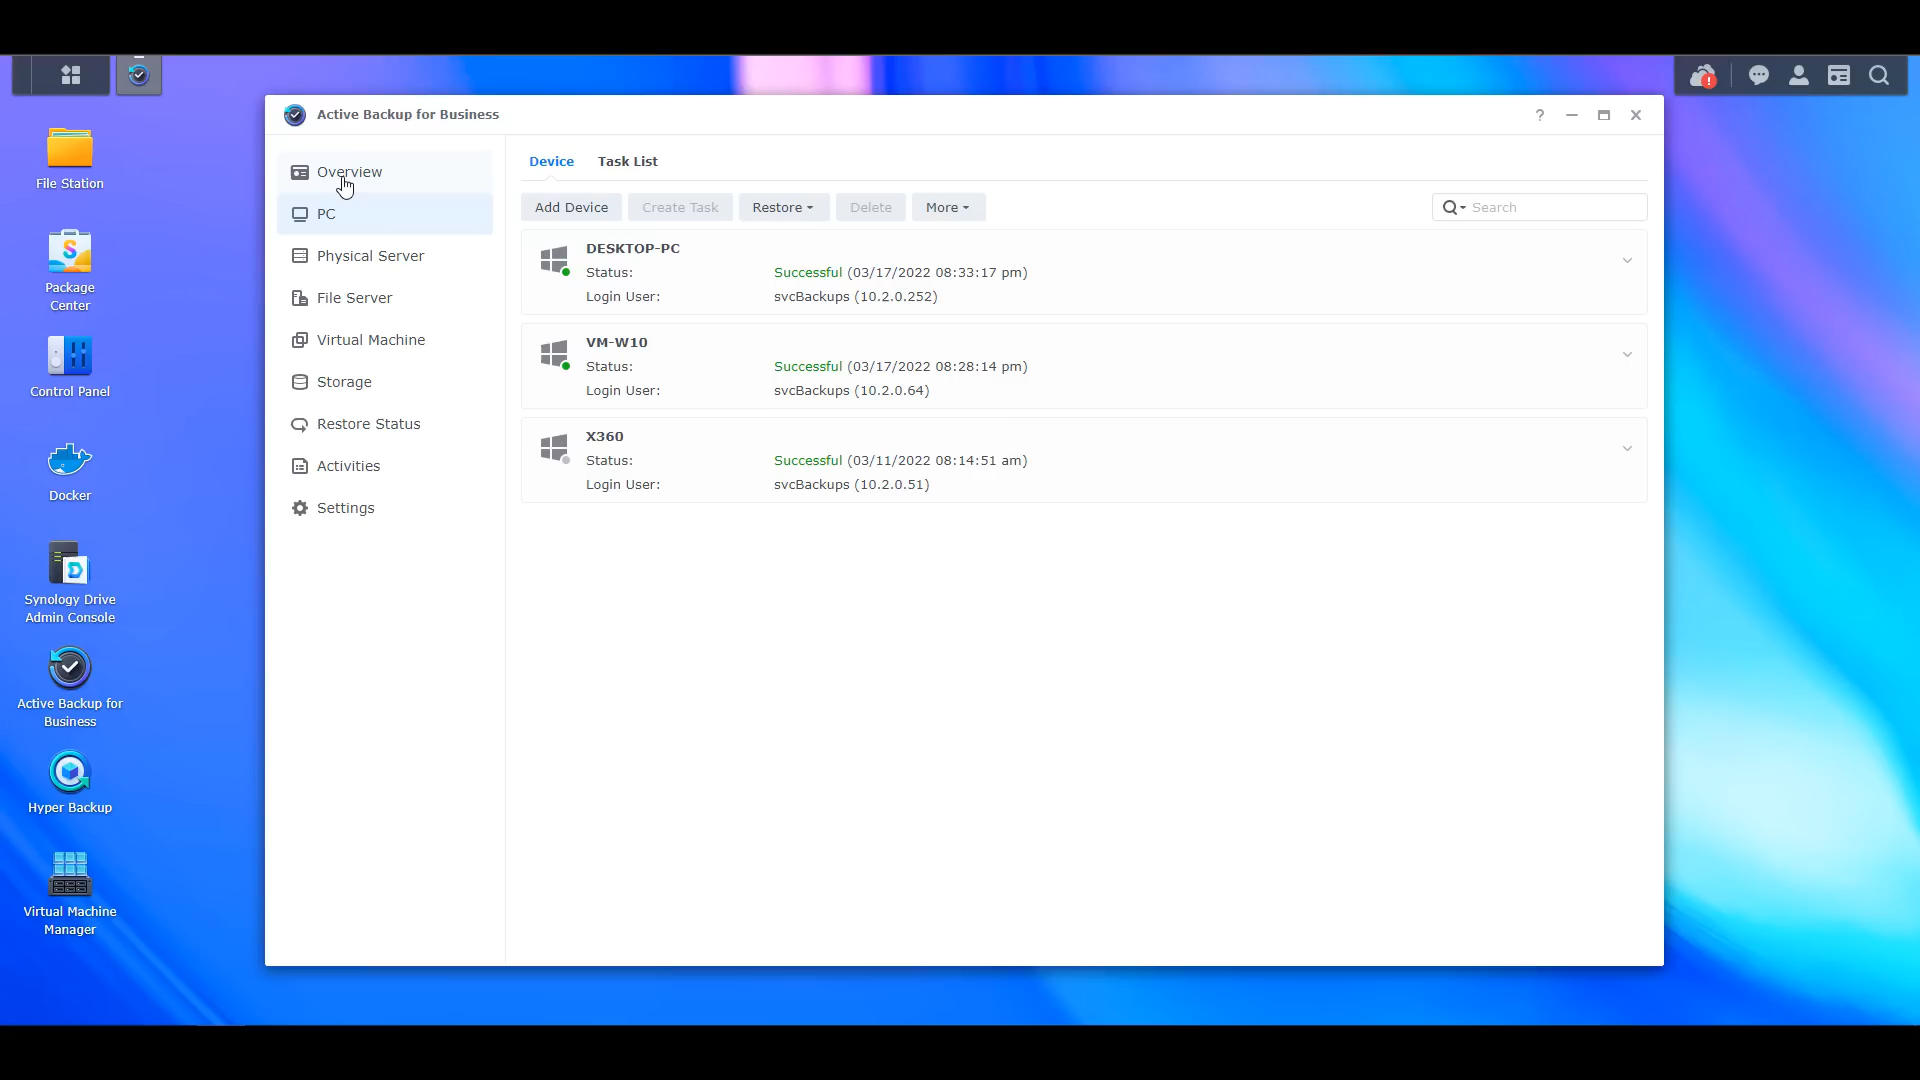 File Station
Package
Center
Control Panel
Docker
Synology Drive
Admin Console
Active Backup for
Business
Hyper Backup
Virtual Machine
Manager
Active Backup for Business
?
Overview
PC
Physical Server
File Server
Virtual Machine
Storage
Restore Status
Activities
Settings
Device Task List
Add Device Create Task Restore Delete More Search
DESKTOP-PC
Status: Successful (03/17/2022 08:33:17 pm)
Login User: svcBackups (10.2.0.252)
VM-W10
Status: Successful (03/17/2022 08:28:14 pm)
Login User: svcBackups (10.2.0.64)
X360
Status: Successful (03/11/2022 08:14:51 am)
Login User: svcBackups (10.2.0.51)